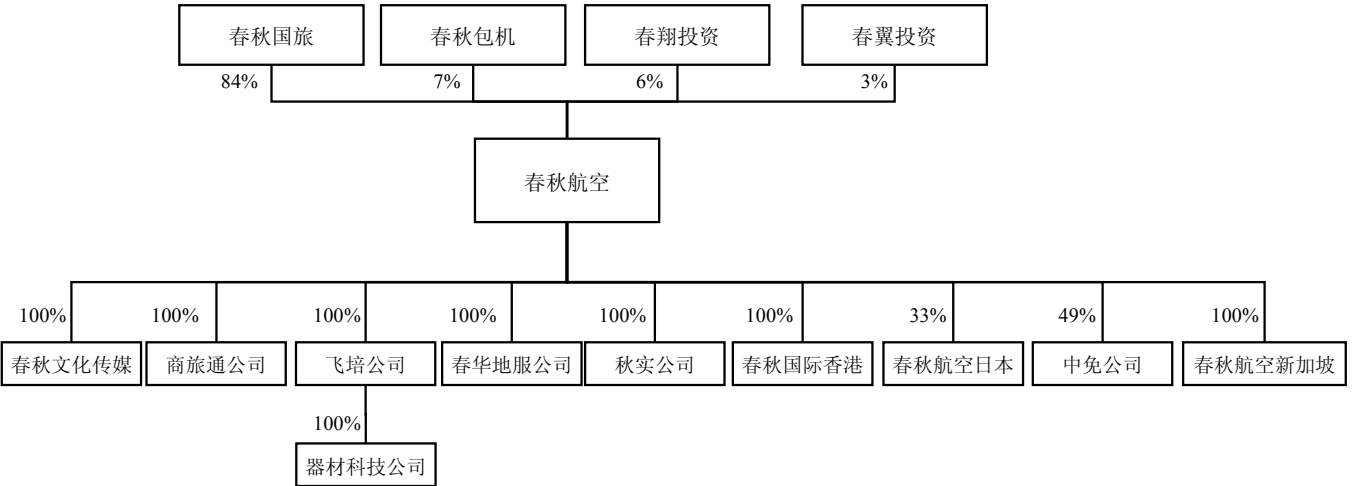 春秋国旅
春秋包机
春翔投资
春翼投资
84%
7%
6%
3%
春秋航空
100%
100%
100%
100%
100%
100%
33%
49%
100%
春秋文化传媒
商旅通公司
飞培公司
春华地服公司
秋实公司
春秋国际香港
春秋航空日本
中免公司
春秋航空新加坡
100%
器材科技公司